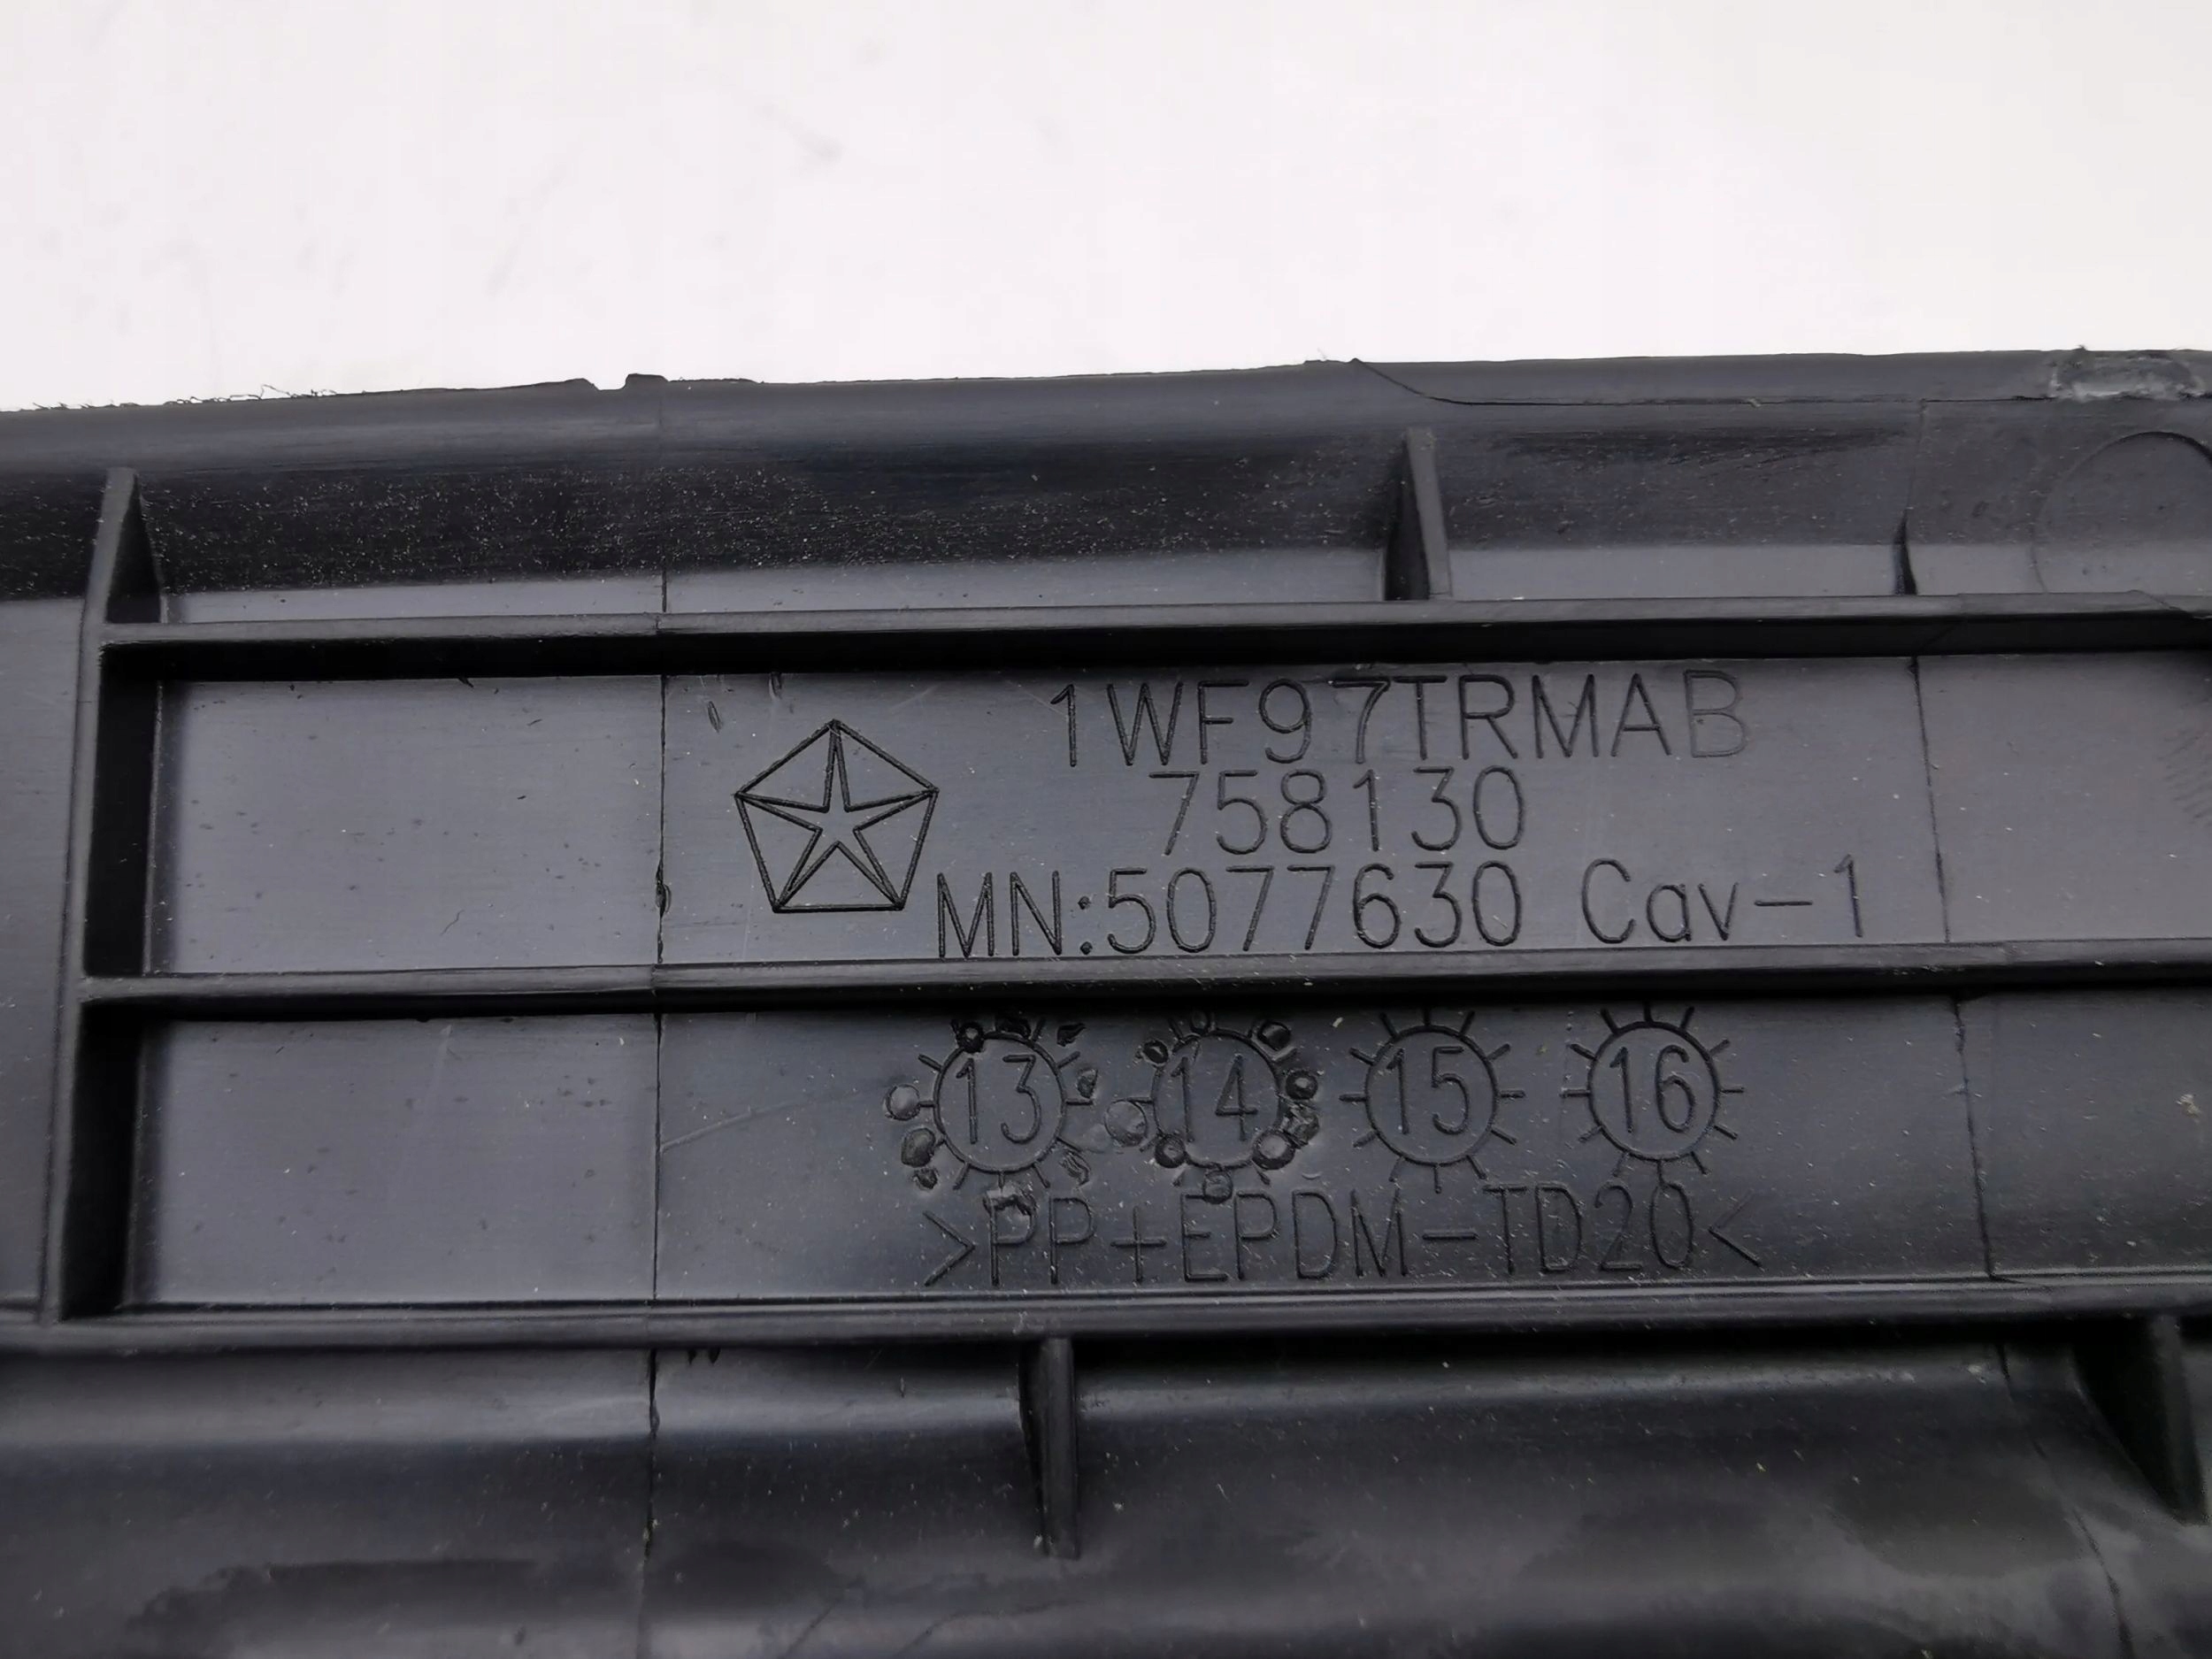 1WF97TRMAB
758130
MN:5077630 Cav-1
13 14 15 16
>PP+EPDM-TD20<